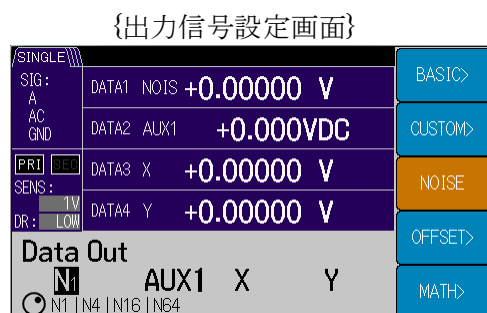 {出力信号設定画面}
SINGLE
SIG:
A
AC
GND
DATA1 NOIS +0.00000 V
DATA2 AUX1 +0.000VDC
PRI SEC
SENS:
1V
DR: LOW
DATA3 X +0.00000 V
DATA4 Y +0.00000 V
Data Out
N1 AUX1 X Y
N1 | N4 | N16 | N64
BASIC>
CUSTOM>
NOISE
OFFSET>
MATH>